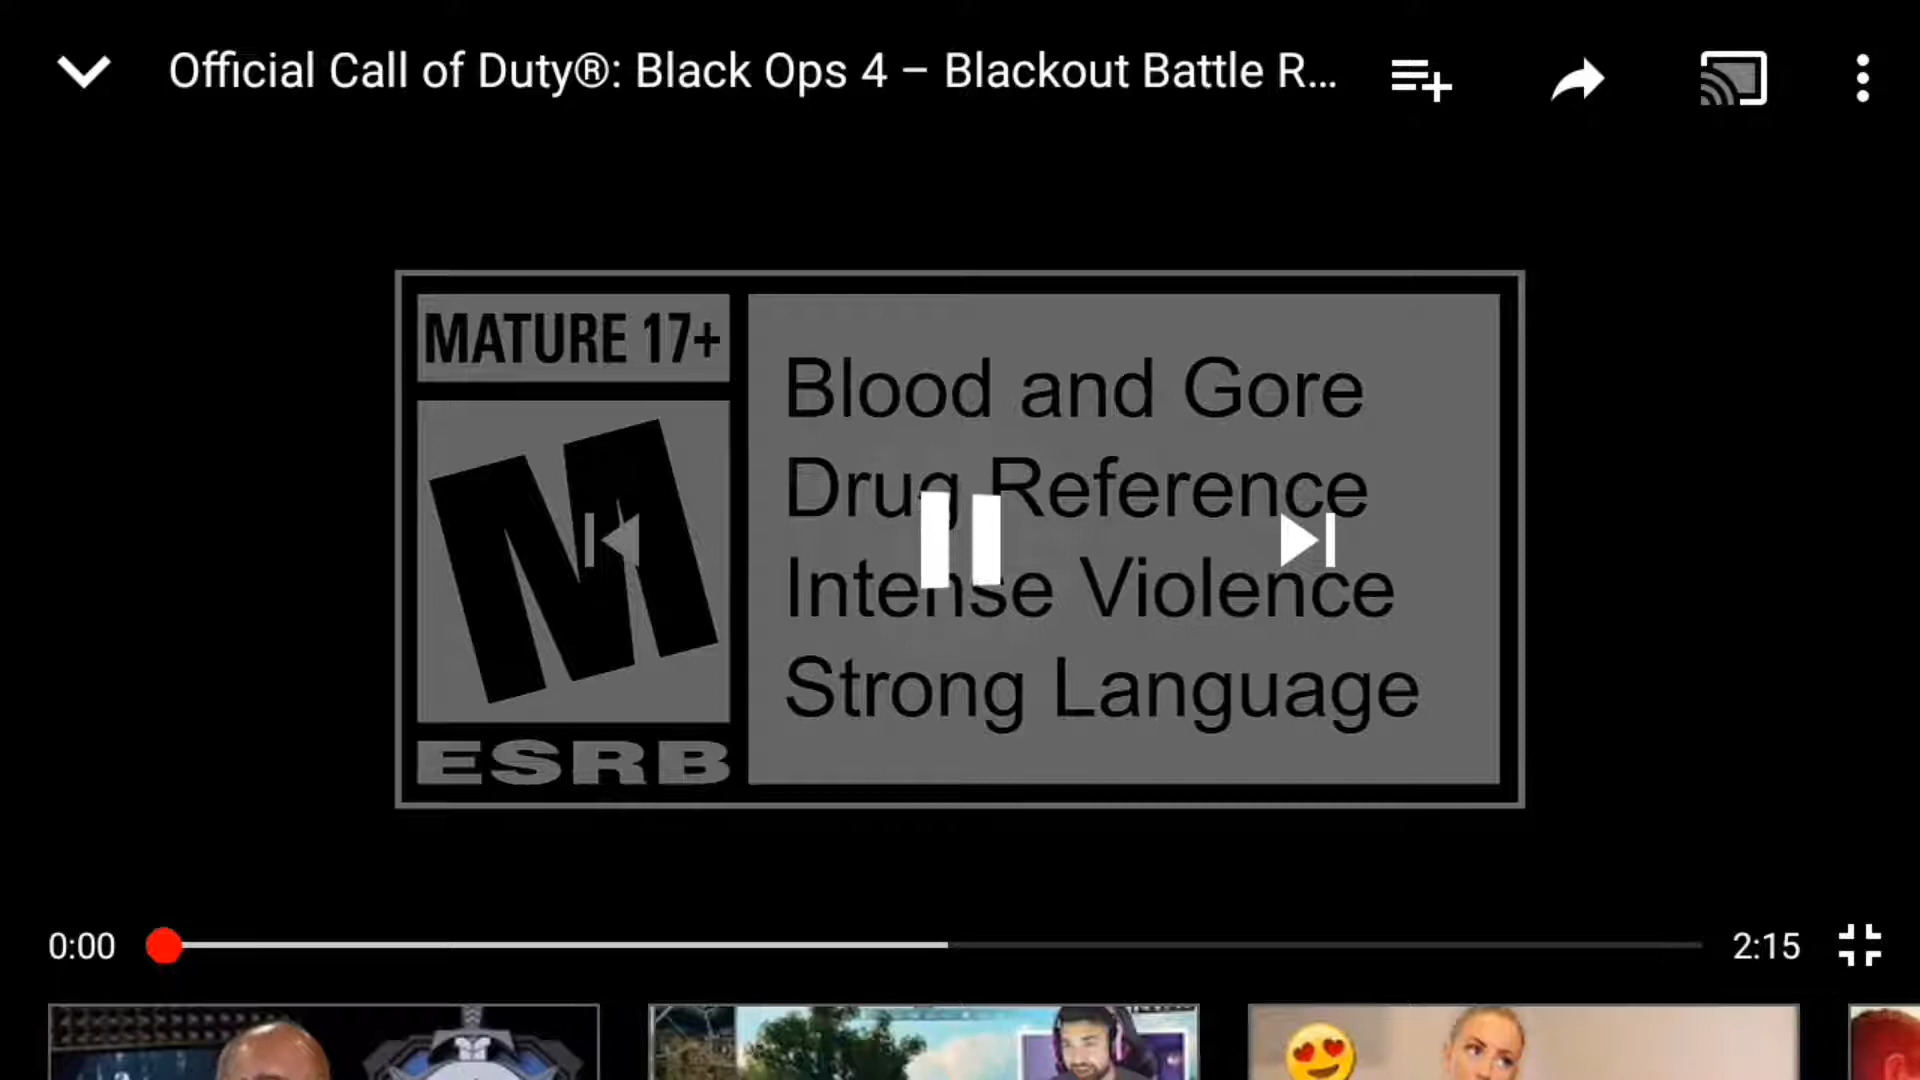 Official Call of Duty®: Black Ops 4 – Blackout Battle R...
MATURE 17+
M
ESRB
Blood and Gore
Drug Reference
Intense Violence
Strong Language
0:00
2:15